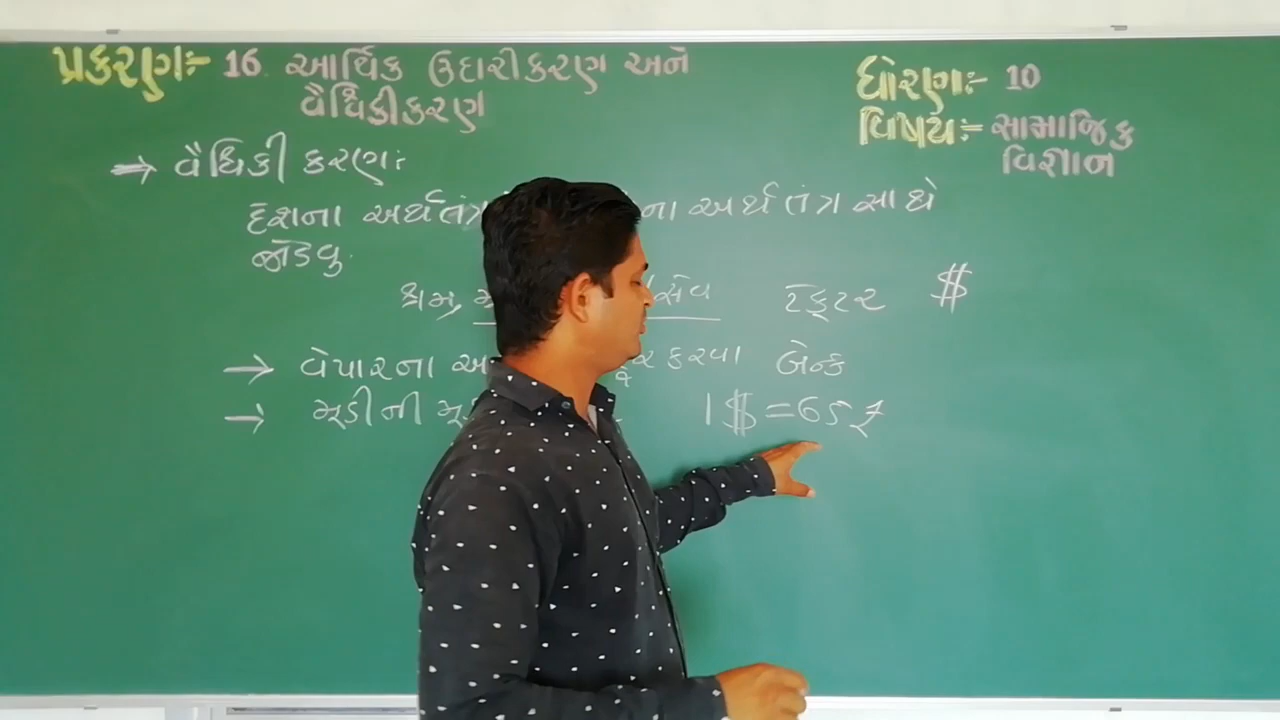 પ્રકરણ:- 16 આર્થિક ઉદારીકરણ અને
વૈશ્વિકીકરણ
ધોરણ:- 10
વિષય:- સામાજિક
વિજ્ઞાન
→ વૈશ્વિકી કરણ:
દેશના અર્થતંત્ર ના અર્થતંત્ર સાથે
જોડવુ.
શ્રમ, ટ્રેકટર $
→ વેપારના અ દૂર કરવા બેન્ક
→ મૂડીની મૂ 1 $ = 65 ₹